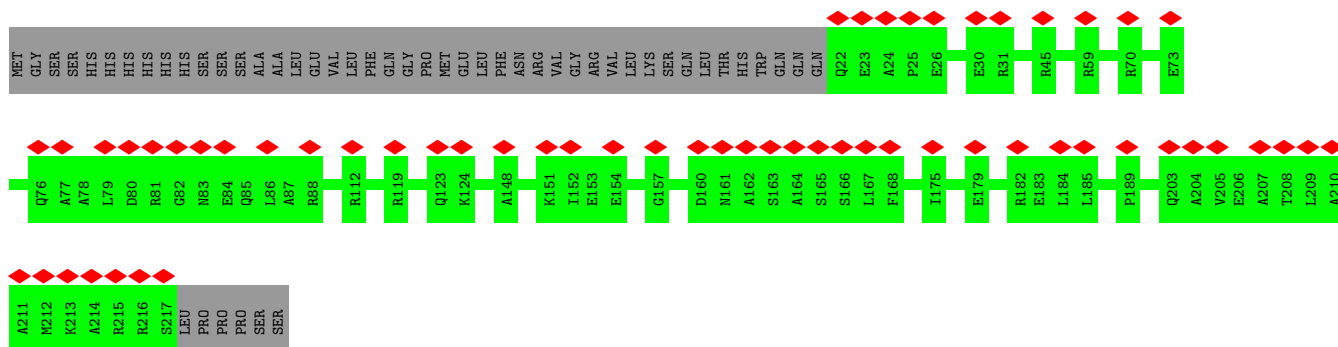 MET GLY SER SER HIS HIS HIS HIS HIS HIS SER SER SER ALA ALA LEU GLU VAL LEU PHE GLN GLY PRO MET GLU LEU PHE ASN ARG VAL GLY ARG VAL LEU LYS SER GLN LEU THR HIS TRP GLN GLN GLN Q22 E23 A24 P25 E26 E30 R31 R45 R59 R70 E73
Q76 A77 A78 L79 D80 R81 G82 N83 E84 Q85 L86 A87 R88 R112 R119 Q123 K124 A148 K151 I152 E153 E154 G157 D160 N161 A162 S163 A164 S165 S166 L167 F168 I175 E179 R182 E183 L184 L185 P189 Q203 A204 V205 E206 A207 T208 L209 A210
A211 M212 K213 A214 R215 R216 S217 LEU PRO PRO PRO SER SER